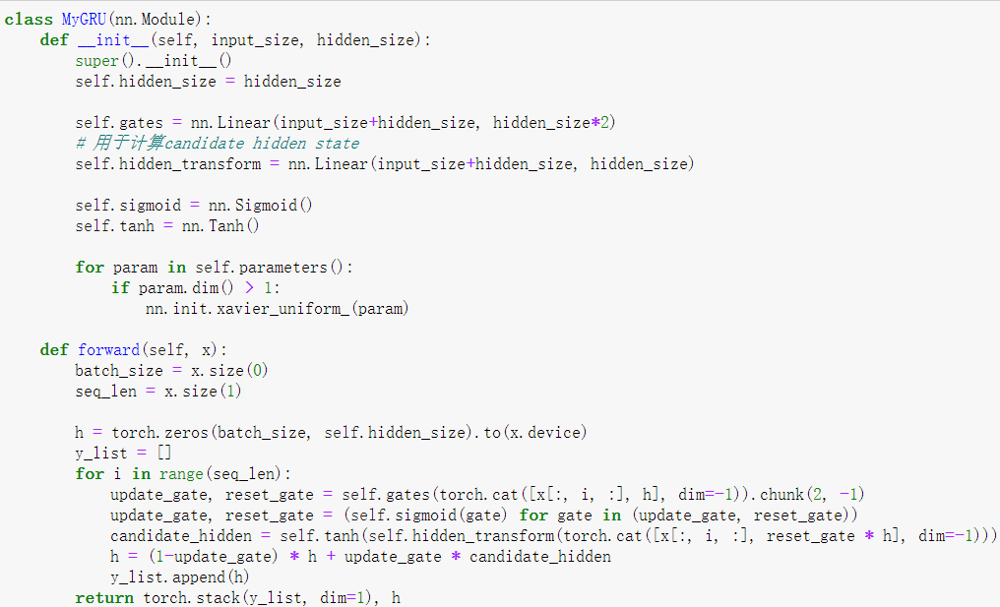 class MyGRU(nn.Module):
    def __init__(self, input_size, hidden_size):
        super().__init__()
        self.hidden_size = hidden_size

        self.gates = nn.Linear(input_size+hidden_size, hidden_size*2)
        # 用于计算candidate hidden state
        self.hidden_transform = nn.Linear(input_size+hidden_size, hidden_size)

        self.sigmoid = nn.Sigmoid()
        self.tanh = nn.Tanh()

        for param in self.parameters():
            if param.dim() > 1:
                nn.init.xavier_uniform_(param)

    def forward(self, x):
        batch_size = x.size(0)
        seq_len = x.size(1)

        h = torch.zeros(batch_size, self.hidden_size).to(x.device)
        y_list = []
        for i in range(seq_len):
            update_gate, reset_gate = self.gates(torch.cat([x[:, i, :], h], dim=-1)).chunk(2, -1)
            update_gate, reset_gate = (self.sigmoid(gate) for gate in (update_gate, reset_gate))
            candidate_hidden = self.tanh(self.hidden_transform(torch.cat([x[:, i, :], reset_gate * h], dim=-1)))
            h = (1-update_gate) * h + update_gate * candidate_hidden
            y_list.append(h)
        return torch.stack(y_list, dim=1), h